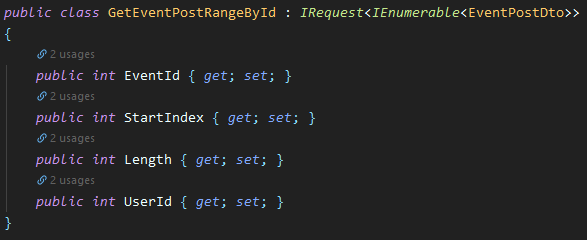 public class GetEventPostRangeById : IRequest<IEnumerable<EventPostDto>>
{
2 usages
public int EventId { get; set; }
2 usages
public int StartIndex { get; set; }
2 usages
public int Length { get; set; }
2 usages
public int UserId { get; set; }
}